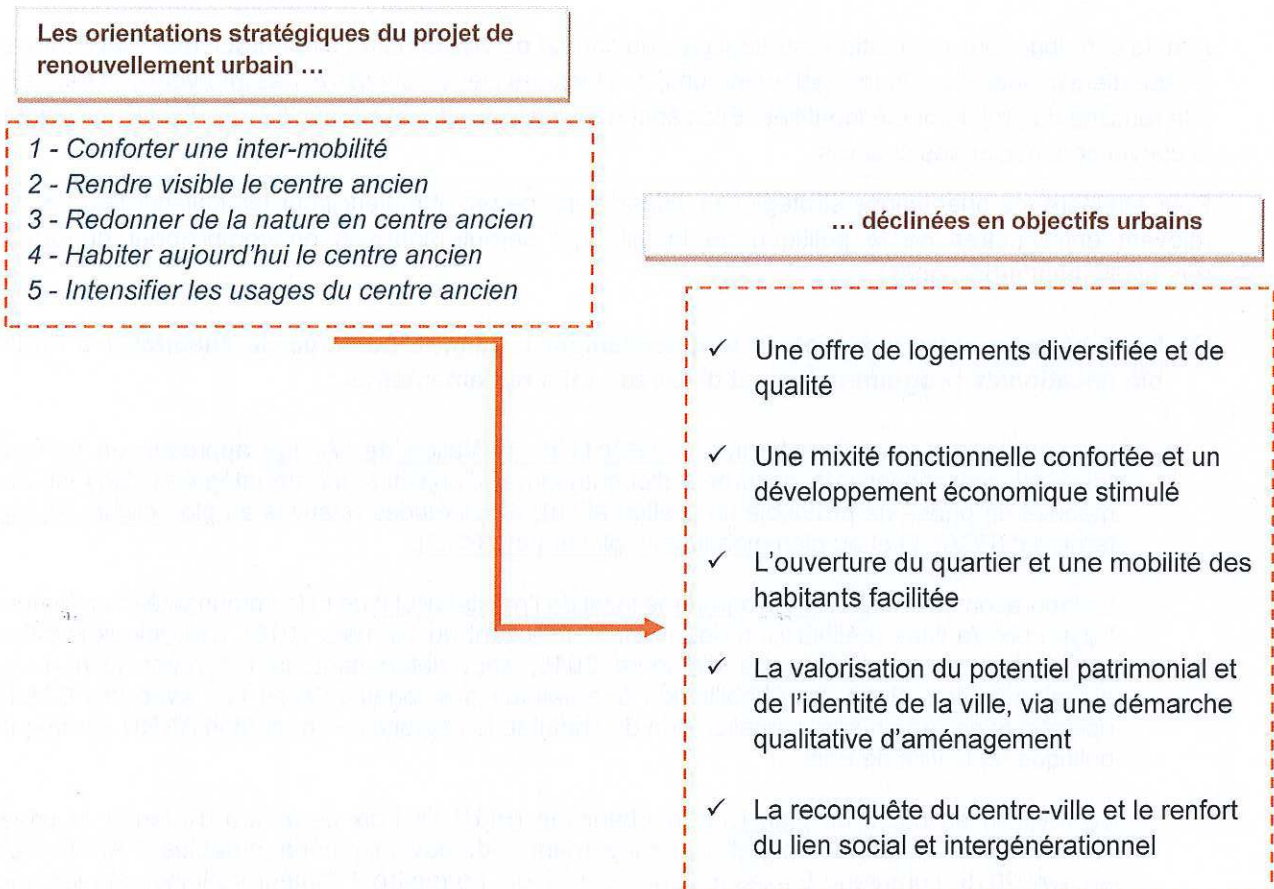 Les orientations stratégiques du projet de
renouvellement urbain ...
1 - Conforter une inter-mobilité
2 - Rendre visible le centre ancien
3 - Redonner de la nature en centre ancien
4 - Habiter aujourd'hui le centre ancien
5 - Intensifier les usages du centre ancien
... déclinées en objectifs urbains
✓ Une offre de logements diversifiée et de
qualité
✓ Une mixité fonctionnelle confortée et un
développement économique stimulé
✓ L'ouverture du quartier et une mobilité des
habitants facilitée
✓ La valorisation du potentiel patrimonial et
de l'identité de la ville, via une démarche
qualitative d'aménagement
✓ La reconquête du centre-ville et le renfort
du lien social et intergénérationnel